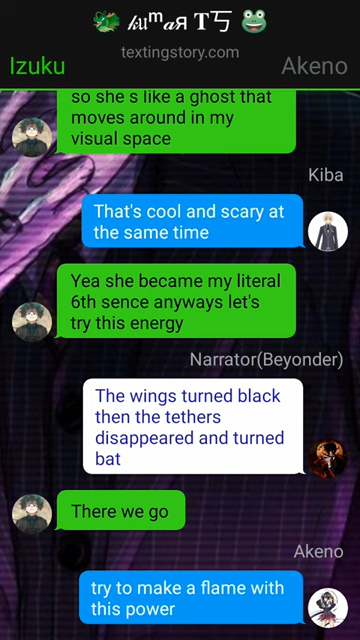 🐲 𝓀𝓊ᵐ𝒶я 𝐓丂 🐸
textingstory.com
Izuku
Akeno
so she s like a ghost that
moves around in my
visual space
Kiba
That's cool and scary at
the same time
Yea she became my literal
6th sence anyways let's
try this energy
Narrator(Beyonder)
The wings turned black
then the tethers
disappeared and turned
bat
There we go
Akeno
try to make a flame with
this power